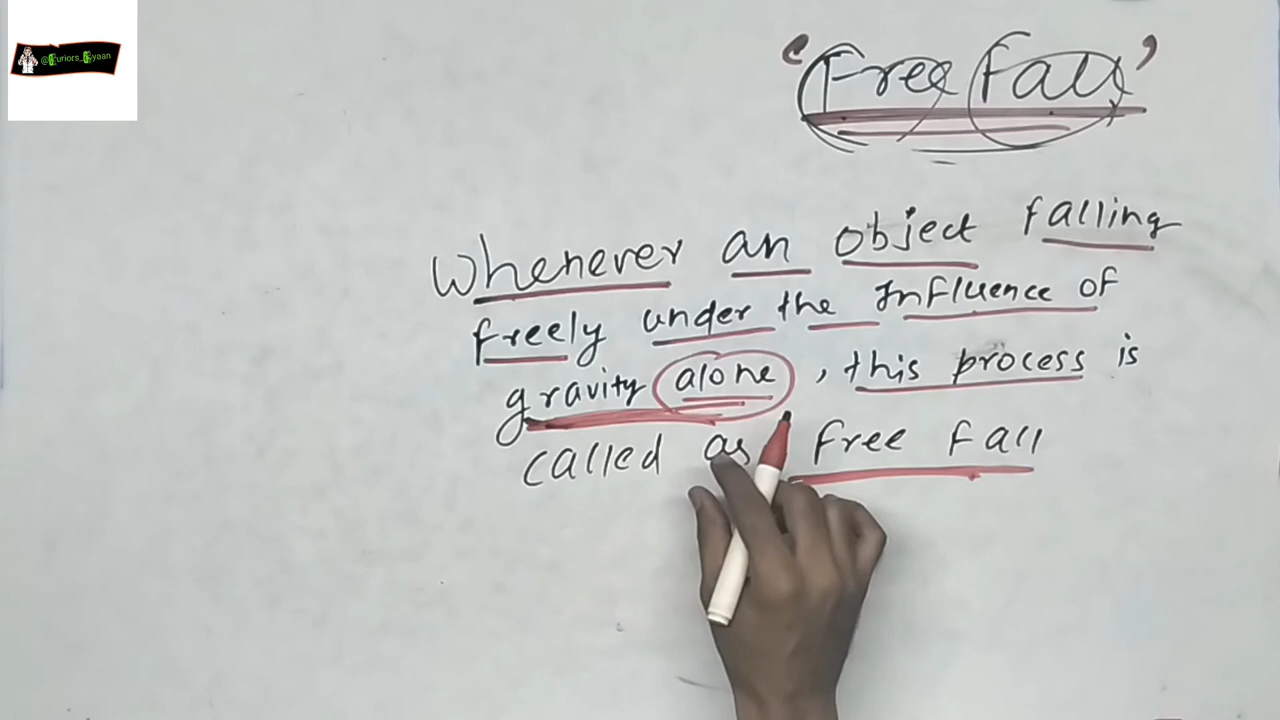 @Curiors_Gyaan
'Free Fall'
Whenever an object falling
freely under the Influence of
gravity alone, this process is
called as free fall